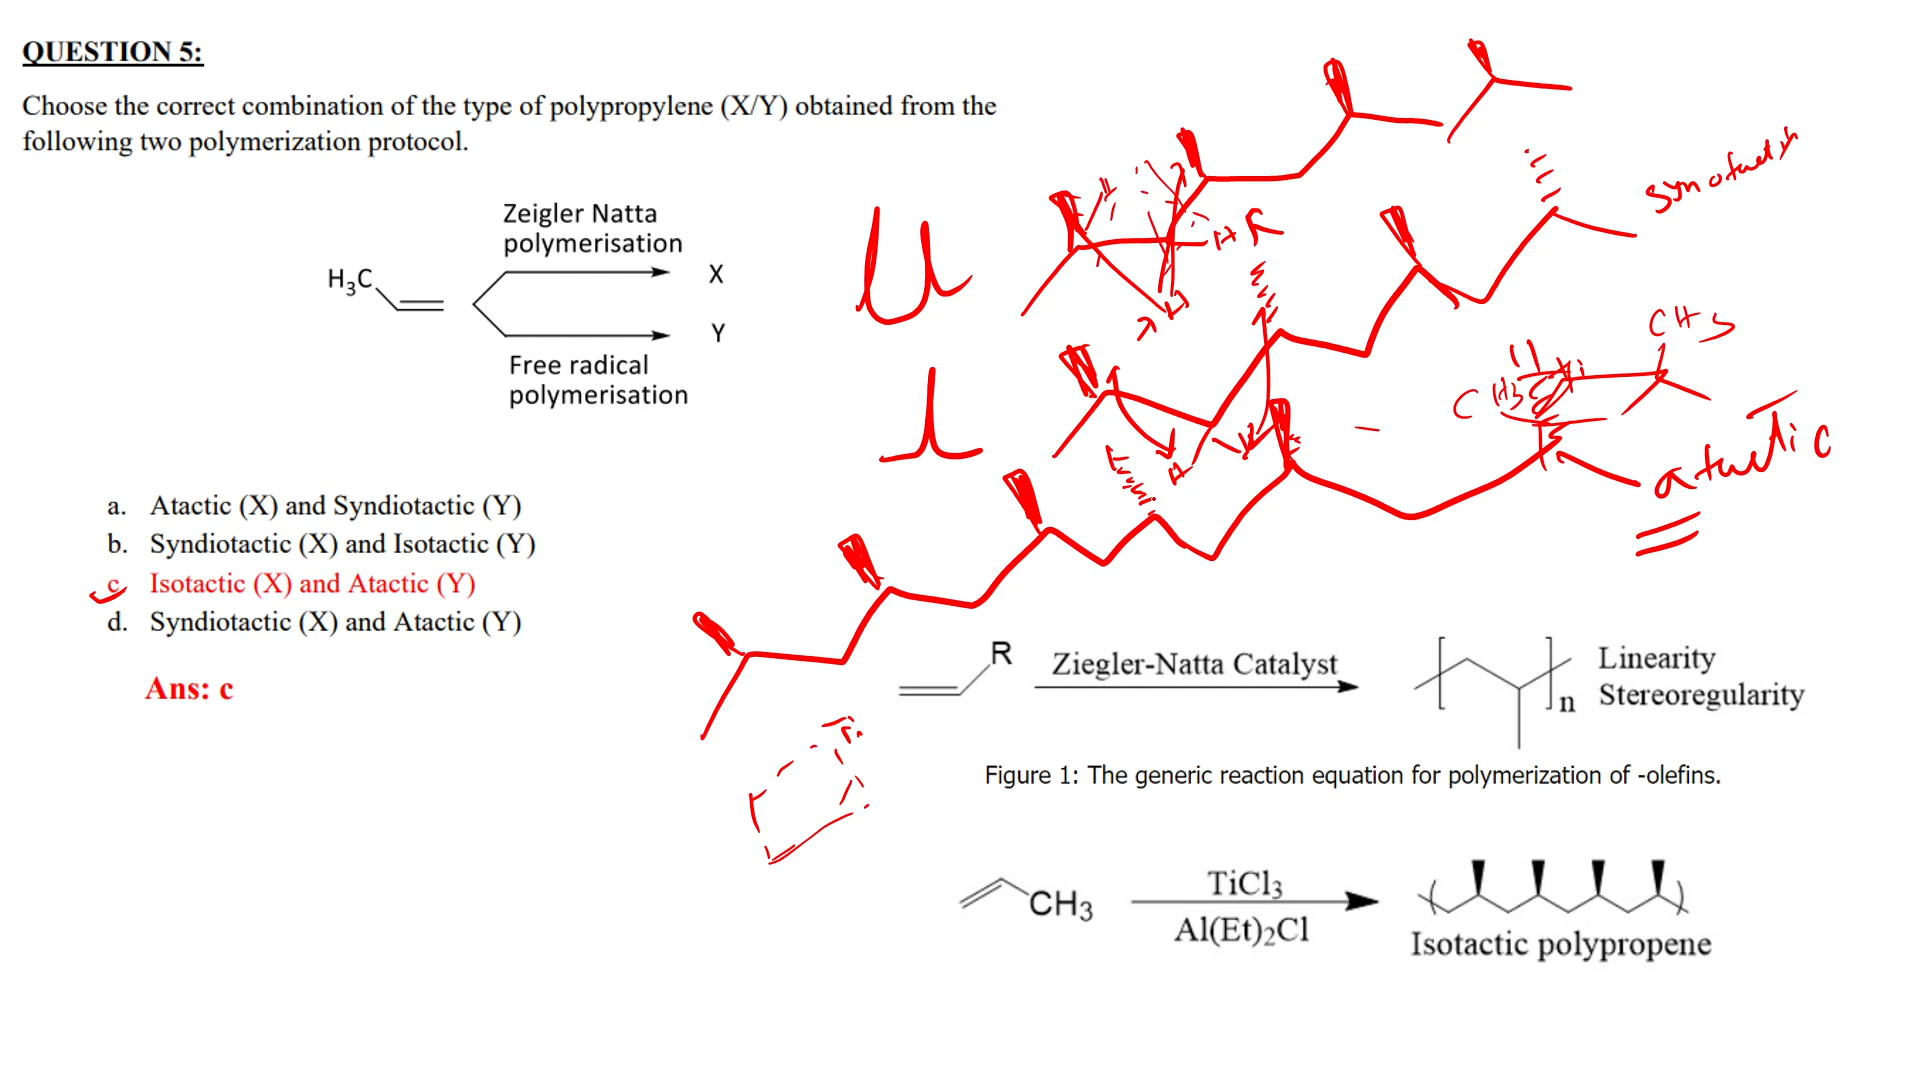 QUESTION 5:
Choose the correct combination of the type of polypropylene (X/Y) obtained from the
following two polymerization protocol.
Zeigler Natta
polymerisation
H₃C
X
Y
Free radical
polymerisation
a. Atactic (X) and Syndiotactic (Y)
b. Syndiotactic (X) and Isotactic (Y)
c. Isotactic (X) and Atactic (Y)
d. Syndiotactic (X) and Atactic (Y)
Ans: c
CH3
CH3
R
Ziegler-Natta Catalyst
n
Linearity
Stereoregularity
Figure 1: The generic reaction equation for polymerization of -olefins.
CH3
TiCl3
Al(Et)2Cl
Isotactic polypropene